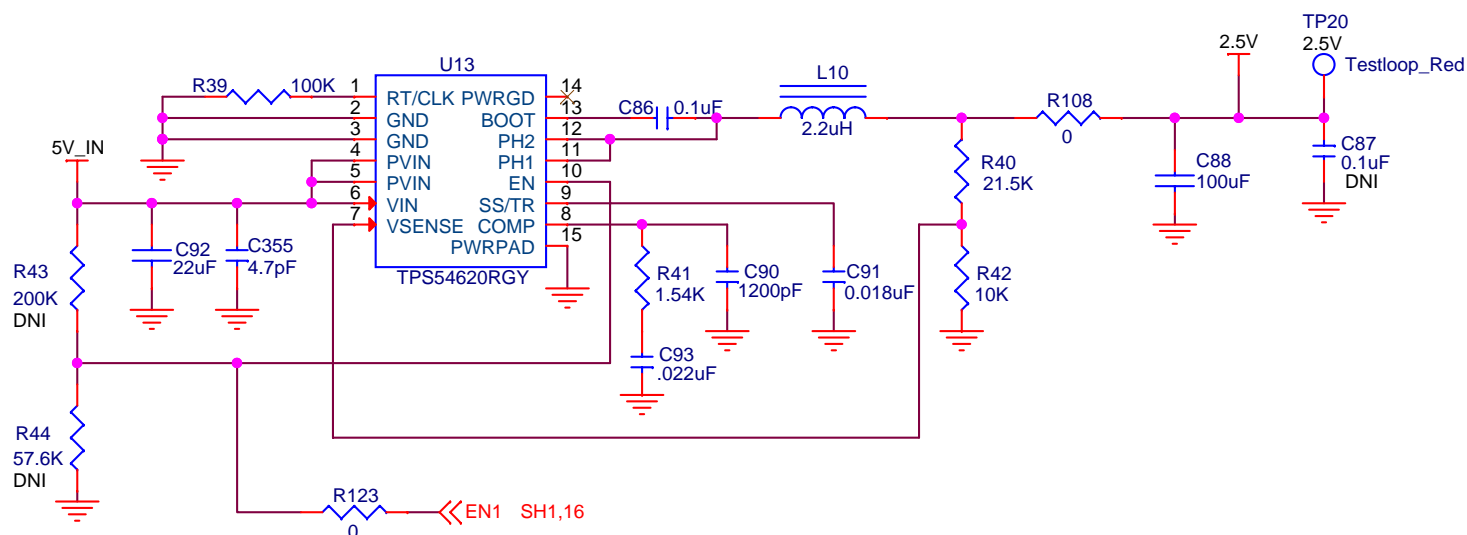 TP20
2.5V
2.5V
Testloop_Red
U13
L10
R39
100K
1
RT/CLK
PWRGD
14
2
GND
BOOT
13
C86
0.1uF
2.2uH
R108
0
3
GND
PH2
12
5V_IN
4
PVIN
PH1
11
5
PVIN
EN
10
6
VIN
SS/TR
9
7
VSENSE
COMP
8
PWRPAD
15
TPS54620RGY
R40
21.5K
C88
100uF
C87
0.1uF
DNI
C92
22uF
C355
4.7pF
R43
200K
DNI
R41
1.54K
C90
1200pF
C91
0.018uF
R42
10K
C93
.022uF
R44
57.6K
DNI
R123
0
EN1 SH1,16